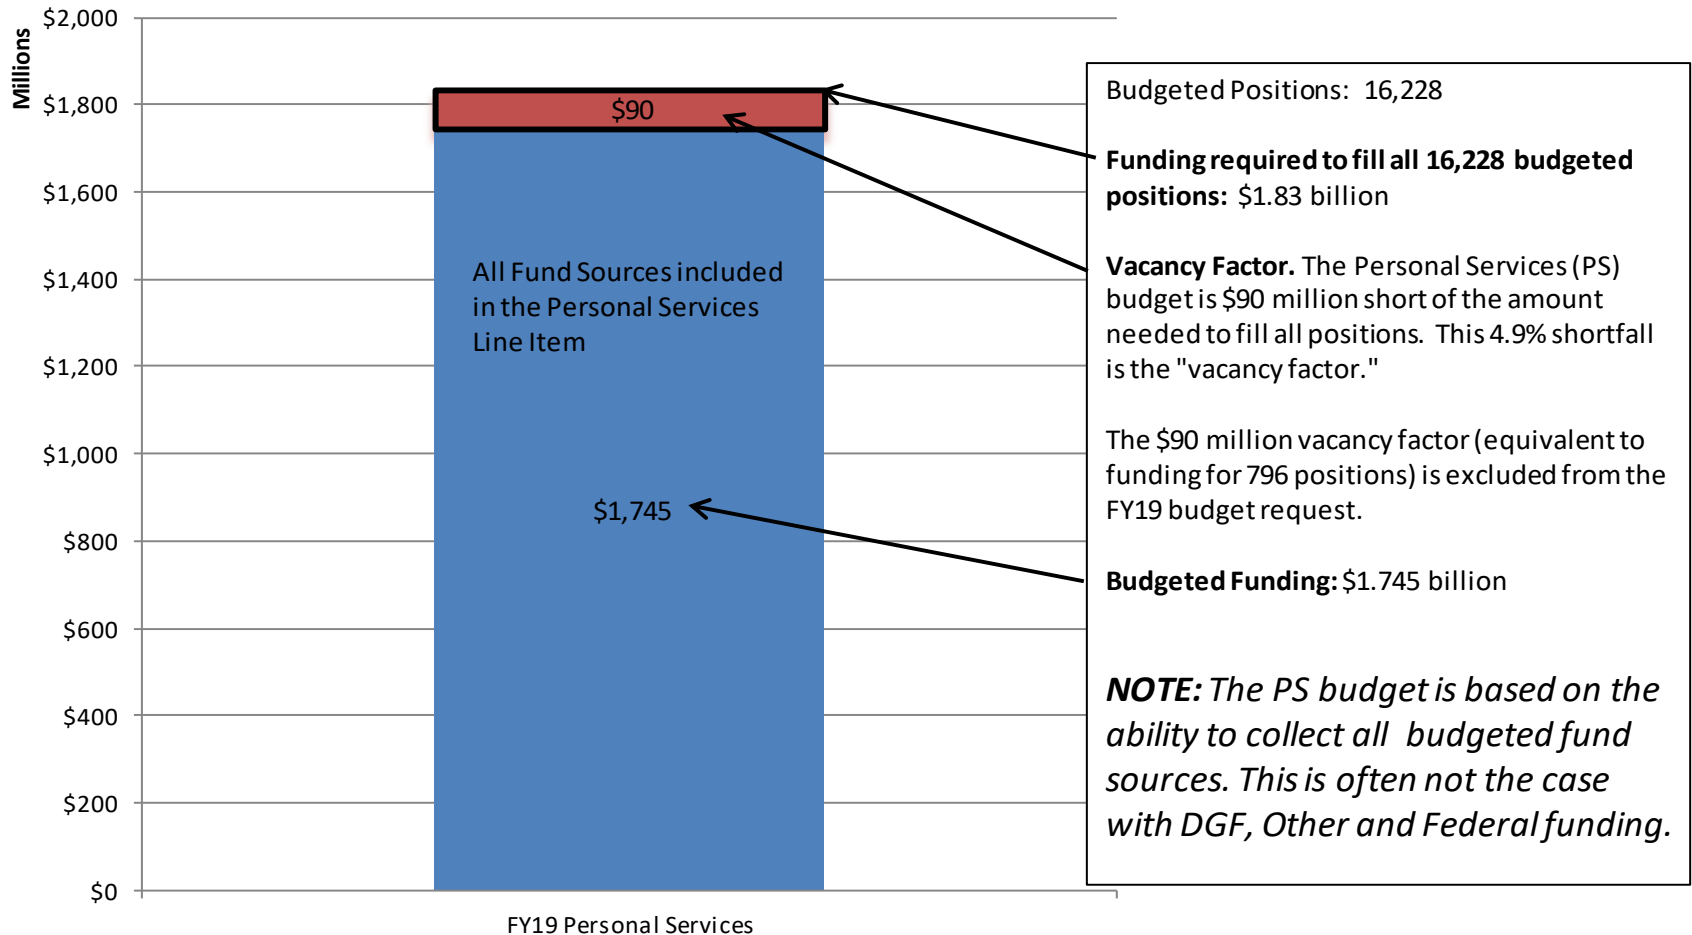 Millions
$2,000
$1,800
$1,600
$1,400
$1,200
$1,000
$800
$600
$400
$200
$0
$90
All Fund Sources included
in the Personal Services
Line Item
$1,745
FY19 Personal Services
Budgeted Positions: 16,228
Funding required to fill all 16,228 budgeted
positions: $1.83 billion
Vacancy Factor. The Personal Services (PS)
budget is $90 million short of the amount
needed to fill all positions. This 4.9% shortfall
is the "vacancy factor."
The $90 million vacancy factor (equivalent to
funding for 796 positions) is excluded from the
FY19 budget request.
Budgeted Funding: $1.745 billion
NOTE: The PS budget is based on the
ability to collect all budgeted fund
sources. This is often not the case
with DGF, Other and Federal funding.